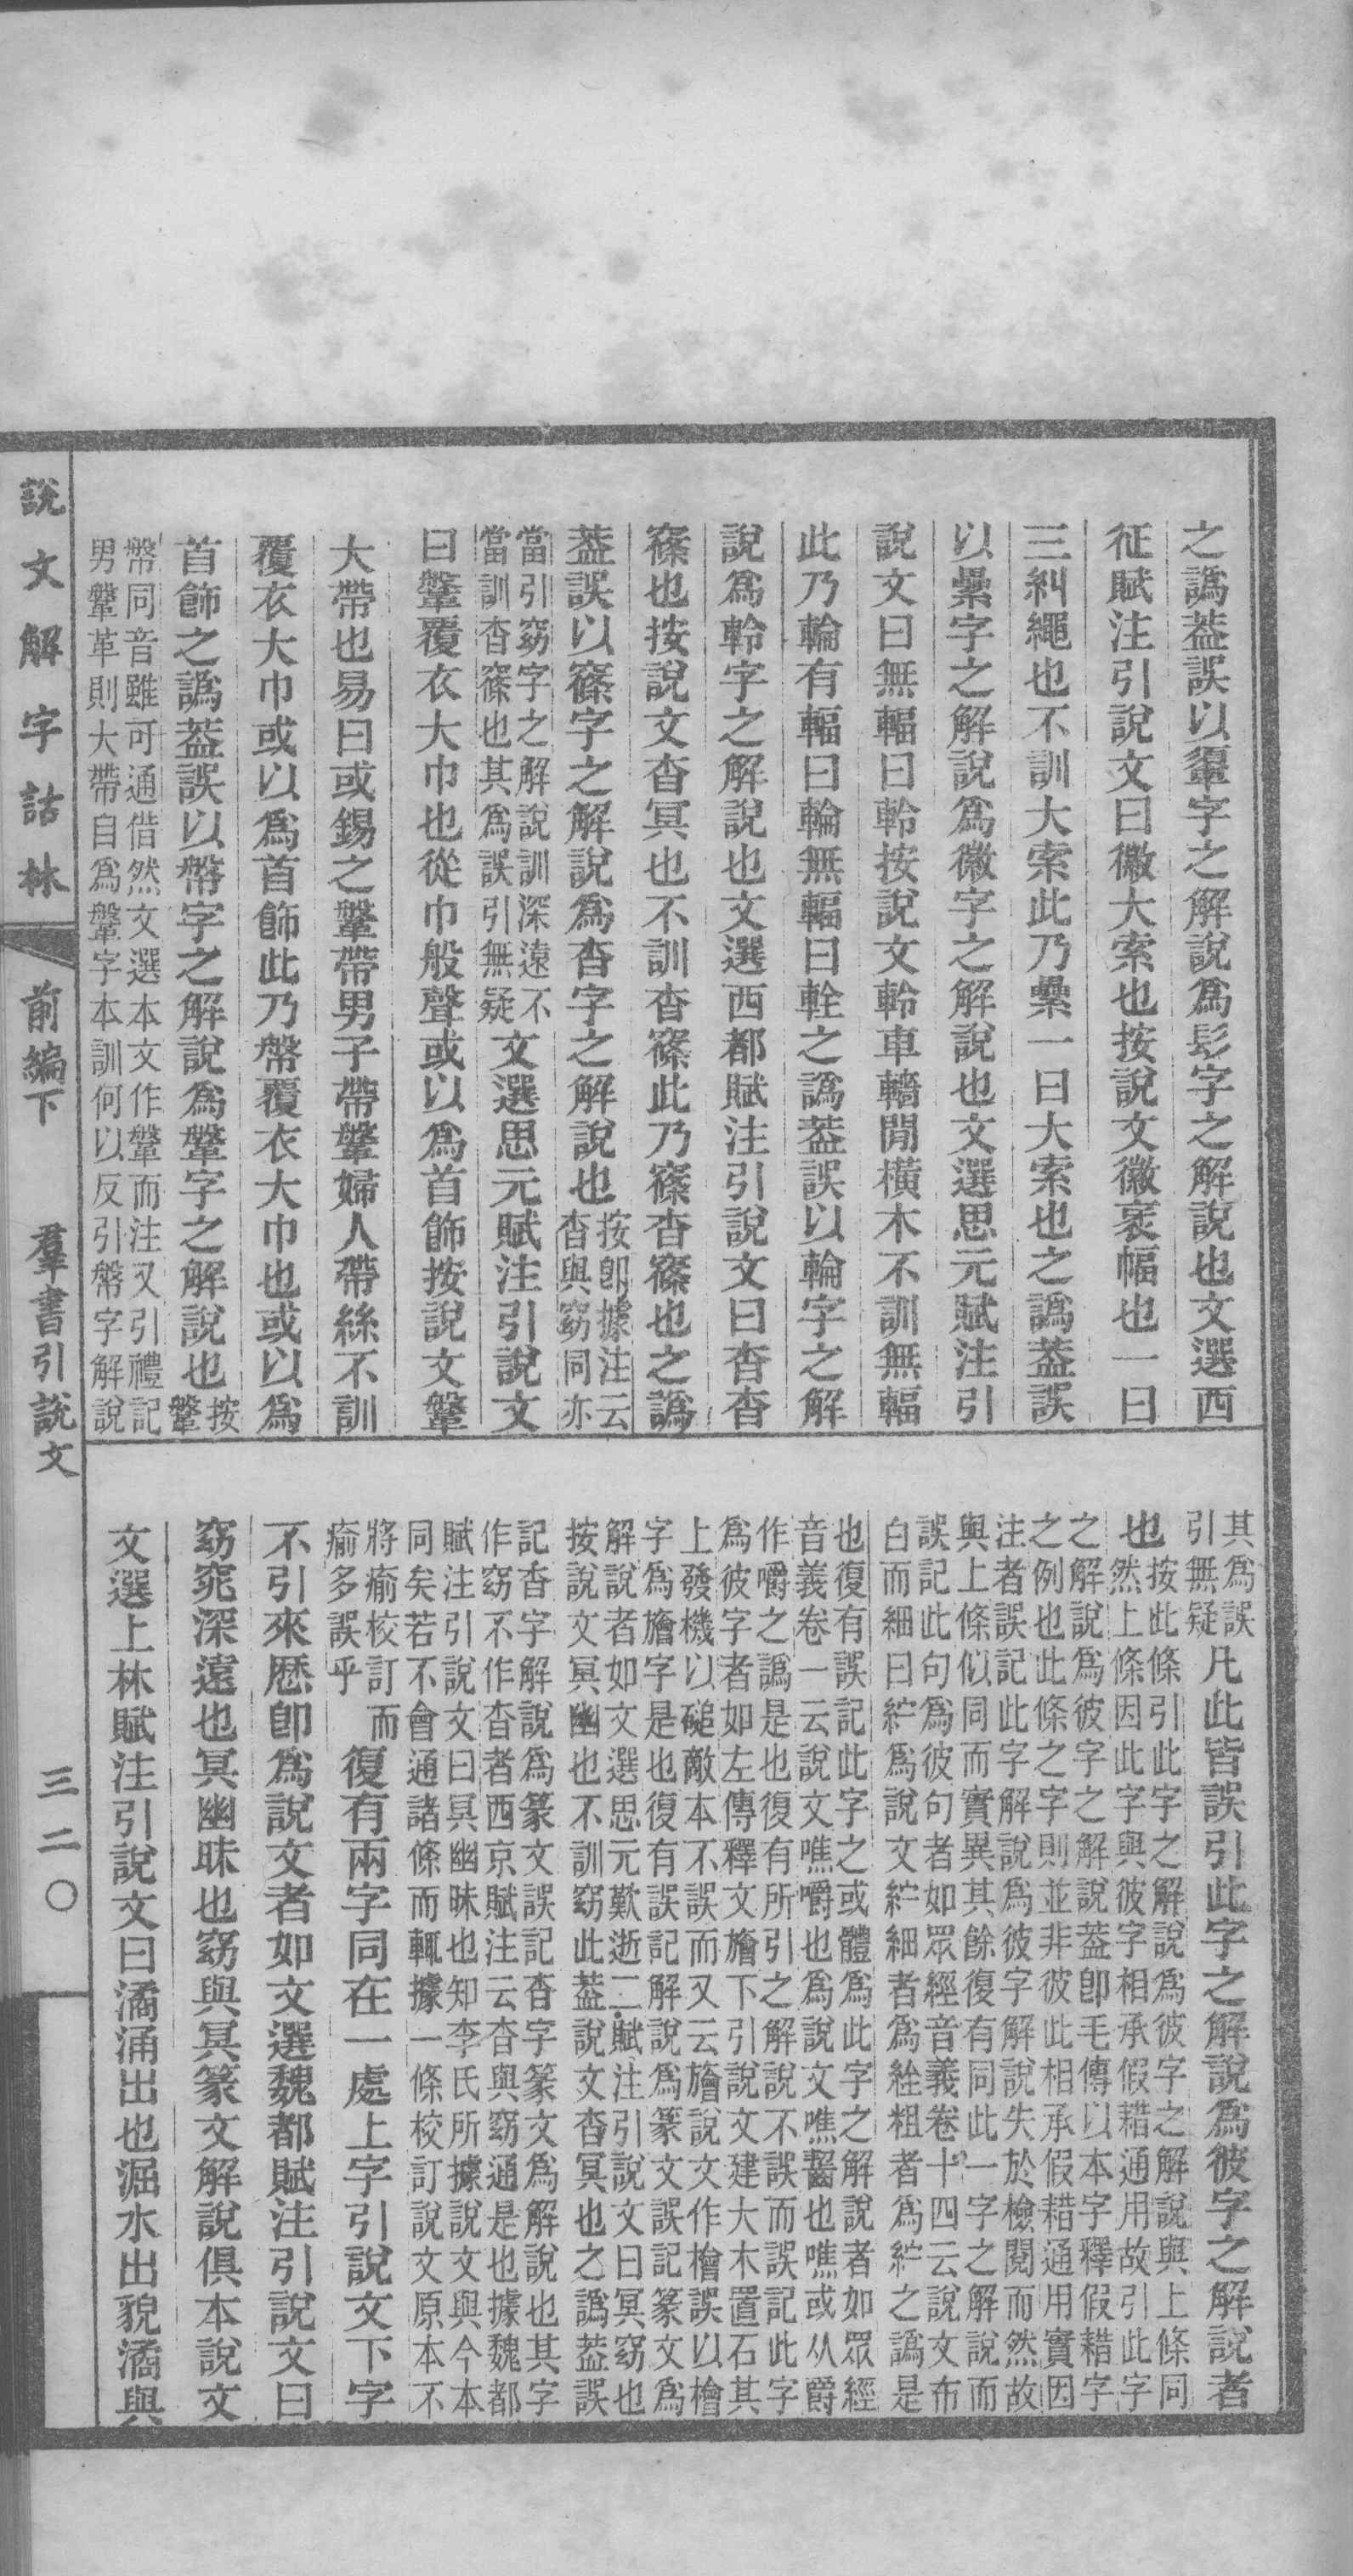 之譌葢誤以鞏字之解說爲髟字之解說也文選西
征賦注引說文曰徽大索也按說文徽衺幅也一曰
三糾繩也不訓大索此乃纍一曰大索也之譌葢誤
以纍字之解說爲徽字之解說也文選思元賦注引
說文曰無輻曰軨按說文軨車轖閒橫木不訓無輻
此乃輪有輻曰輪無輻曰輇之譌葢誤以輪字之解
說爲軨字之解說也文選西都賦注引說文曰杳杳
窱也按說文杳冥也不訓杳窱此乃窱杳窱也之譌
葢誤以窱字之解說爲杳字之解說也按卽據注云
杳與窈同亦
當引窈字之解說訓深遠不
當訓杳窱也其爲誤引無疑文選思元賦注引說文
曰鞶覆衣大巾也從巾般聲或以爲首飾按說文鞶
大帶也易曰或錫之鞶帶男子帶鞶婦人帶絲不訓
覆衣大巾或以爲首飾此乃幋覆衣大巾也或以爲
首飾之譌葢誤以幋字之解說爲鞶字之解說也按
鞶
幋同音雖可通借然文選本文作鞶而注又引禮記
男鞶革則大帶自爲鞶字本訓何以反引幋字解說
其爲誤
引無疑凡此皆誤引此字之解說爲彼字之解說者
也按此條引此字之解說爲彼字之解說與上條同
然上條因此字與彼字相承假耤通用故引此字
之解說爲彼字之解說葢卽毛傳以本字釋假耤字
之例也此條之字則並非彼此相承假耤通用實因
注者誤記此字解說爲彼字解說失於檢閱而然故
與上條似同而實異其餘復有同此一字之解說而
誤記此句爲彼句者如眾經音義卷十四云說文布
白而細曰紵爲說文紵細者爲絟粗者爲紵之譌是
也復有誤記此字之或體爲此字之解說者如眾經
音義卷一云說文噍嚼也爲說文噍齧也噍或从爵
作嚼之譌是也復有所引之解說不誤而誤記此字
爲彼字者如左傳釋文旝下引說文建大木置石其
上發機以磓敵本不誤而又云旝說文作檜誤以檜
字爲旝字是也復有誤記解說爲篆文誤記篆文爲
解說者如文選思元歎逝二賦注引說文曰冥窈也
按說文冥幽也不訓窈此葢說文杳冥也之譌葢誤
記杳字解說爲篆文誤記杳字篆文爲解說也其字
作窈不作杳者西京賦注云杳與窈通是也據魏都
賦注引說文曰冥幽昧也知李氏所據說文與今本
同矣若不會通諸條而輒據一條校訂說文原本不
將瘉校訂而
瘉多誤乎復有兩字同在一處上字引說文下字
不引來厯卽爲說文者如文選魏都賦注引說文曰
窈窕深遠也冥幽昧也窈與冥篆文解說俱本說文
文選上林賦注引說文曰潏涌出也淈水出貌潏與
說文解字詁林
前編下
羣書引說文
三二〇